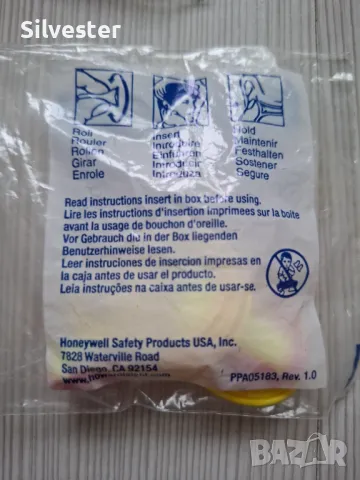 Silvester
Howser
Roll
Router
Rollen
Girar
Enrole
Insert
Introduire
Einführen
Introducir
Introduza
Hold
Maintenir
Festhalten
Sostener
Segure
Read instructions insert in box before using.
Lire les instructions d'insertion imprimees sur la boite
avant la usage de bouchon d'oreille.
Vor Gebrauch die in der Box liegenden
Benutzerhinweise lesen.
Leer instruciones de insercion impresas en
la caja antes de usar el producto.
Leia instruções na caixa antes de usar-se.
Honeywell Safety Products USA, Inc.
7828 Waterville Road
San Diego, CA 92154
PPA05183, Rev. 1.0
BAZAR
bg